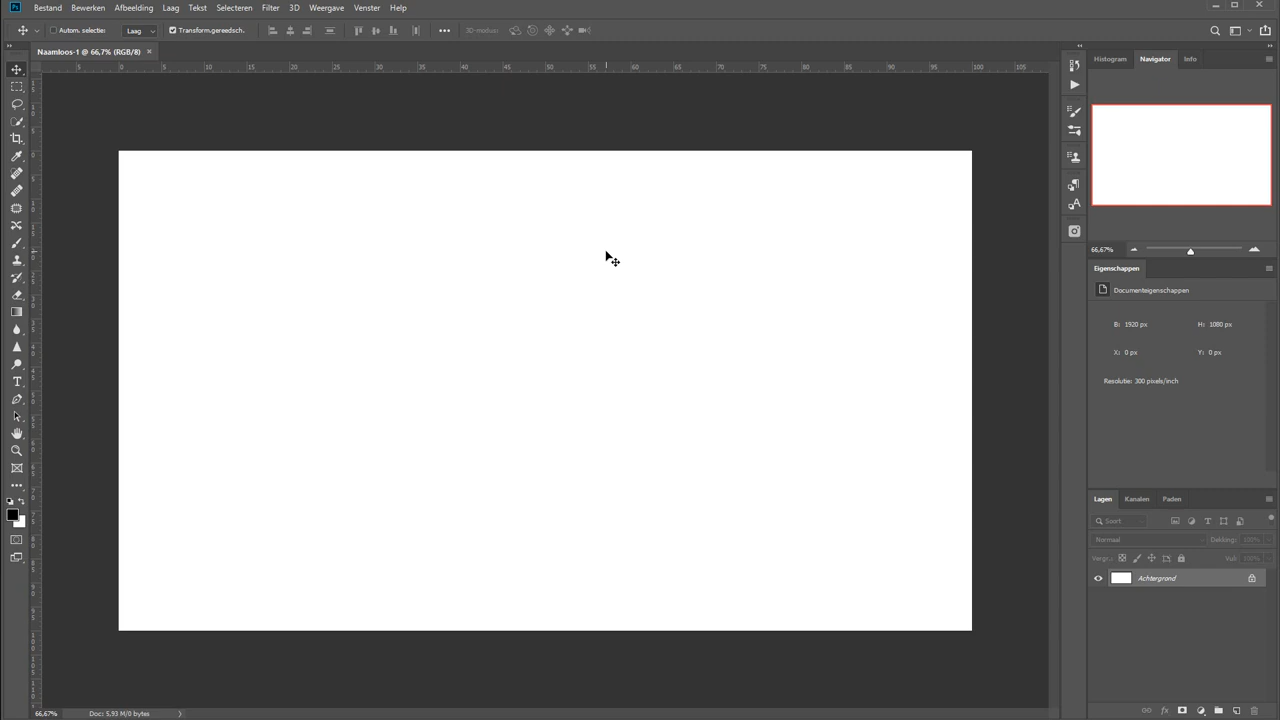 Ps Bestand Bewerken Afbeelding Laag Tekst Selecteren Filter 3D Weergave Venster Help
Autom. selectie: Laag Transform.gereedsch. 3D-modus:
Naamloos-1 @ 66,7% (RGB/8)
5 0 5 10 15 20 25 30 35 40 45 50 55 60 65 70 75 80 85 90 95 100 105
Histogram Navigator Info
66,67%
Eigenschappen
Documenteigenschappen
B: 1920 px H: 1080 px
X: 0 px Y: 0 px
Resolutie: 300 pixels/inch
Lagen Kanalen Paden
Soort
Normaal Dekking: 100%
Vergr.: Vul: 100%
Achtergrond
66,67% Doc: 5,93 M/0 bytes